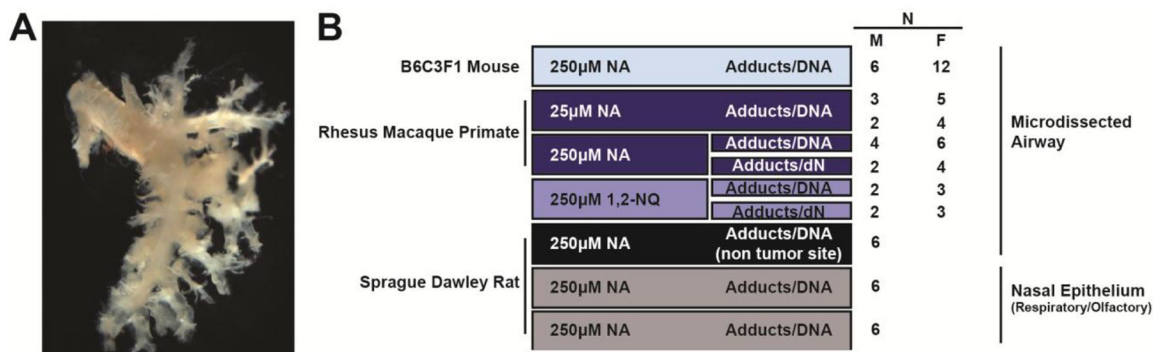 A
B
N
M F
B6C3F1 Mouse 250µM NA Adducts/DNA 6 12
Rhesus Macaque Primate
25µM NA Adducts/DNA 3 5
2 4
250µM NA Adducts/DNA 4 6
Adducts/dN 2 4
250µM 1,2-NQ Adducts/DNA 2 3
Adducts/dN 2 3
Microdissected
Airway
Sprague Dawley Rat
250µM NA Adducts/DNA
(non tumor site) 6
250µM NA Adducts/DNA 6
250µM NA Adducts/DNA 6
Nasal Epithelium
(Respiratory/Olfactory)